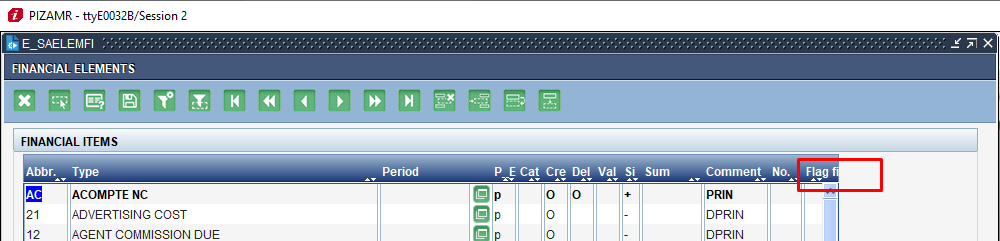 PIZAMR - ttyE0032B/Session 2
E_SAELEMFI
FINANCIAL ELEMENTS
FINANCIAL ITEMS
Abbr. Type Period P_E Cat Cre Del Val Si Sum Comment No. Flag fi
AC ACOMPTE NC p O O + PRIN
21 ADVERTISING COST p O - DPRIN
12 AGENT COMMISSION DUE p O - DPRIN